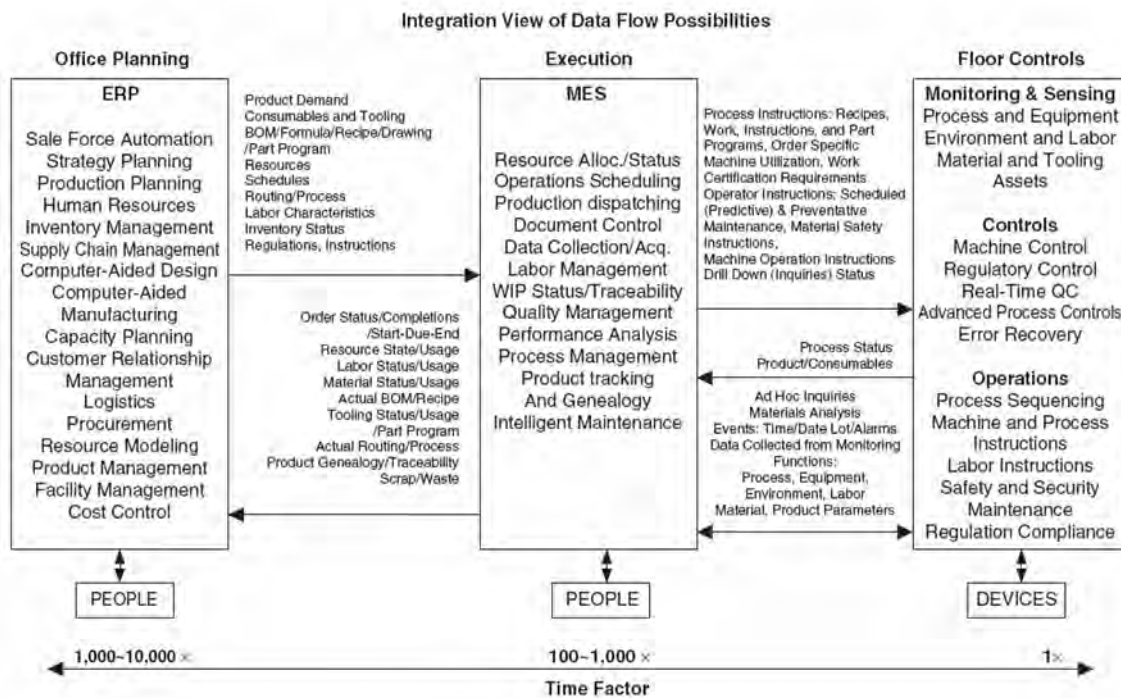 Integration View of Data Flow Possibilities
Office Planning
ERP
Sale Force Automation
Strategy Planning
Production Planning
Human Resources
Inventory Management
Supply Chain Management
Computer-Aided Design
Computer-Aided
Manufacturing
Capacity Planning
Customer Relationship
Management
Logistics
Procurement
Resource Modeling
Product Management
Facility Management
Cost Control
PEOPLE
Product Demand
Consumables and Tooling
BOM/Formula/Recipe/Drawing
/Part Program
Resources
Schedules
Routing/Process
Labor Characteristics
Inventory Status
Regulations, Instructions
Order Status/Completions
/Start-Due-End
Resource State/Usage
Labor Status/Usage
Material Status/Usage
Actual BOM/Recipe
Tooling Status/Usage
/Part Program
Actual Routing/Process
Product Genealogy/Traceability
Scrap/Waste
Execution
MES
Resource Alloc./Status
Operations Scheduling
Production dispatching
Document Control
Data Collection/Acq.
Labor Management
WIP Status/Traceability
Quality Management
Performance Analysis
Process Management
Product tracking
And Genealogy
Intelligent Maintenance
PEOPLE
Process Instructions: Recipes,
Work, Instructions, and Part
Programs, Order Specific
Machine Utilization, Work
Certification Requirements
Operator Instructions; Scheduled
(Predictive) & Preventative
Maintenance, Material Safety
Instructions,
Machine Operation Instructions
Drill Down (Inquiries) Status
Process Status
Product/Consumables
Ad Hoc Inquiries
Materials Analysis
Events: Time/Date Lot/Alarms
Data Collected from Monitoring
Functions:
Process, Equipment,
Environment, Labor
Material, Product Parameters
Floor Controls
Monitoring & Sensing
Process and Equipment
Environment and Labor
Material and Tooling
Assets
Controls
Machine Control
Regulatory Control
Real-Time QC
Advanced Process Controls
Error Recovery
Operations
Process Sequencing
Machine and Process
Instructions
Labor Instructions
Safety and Security
Maintenance
Regulation Compliance
DEVICES
1,000~10,000 ×
100~1,000 ×
1×
Time Factor